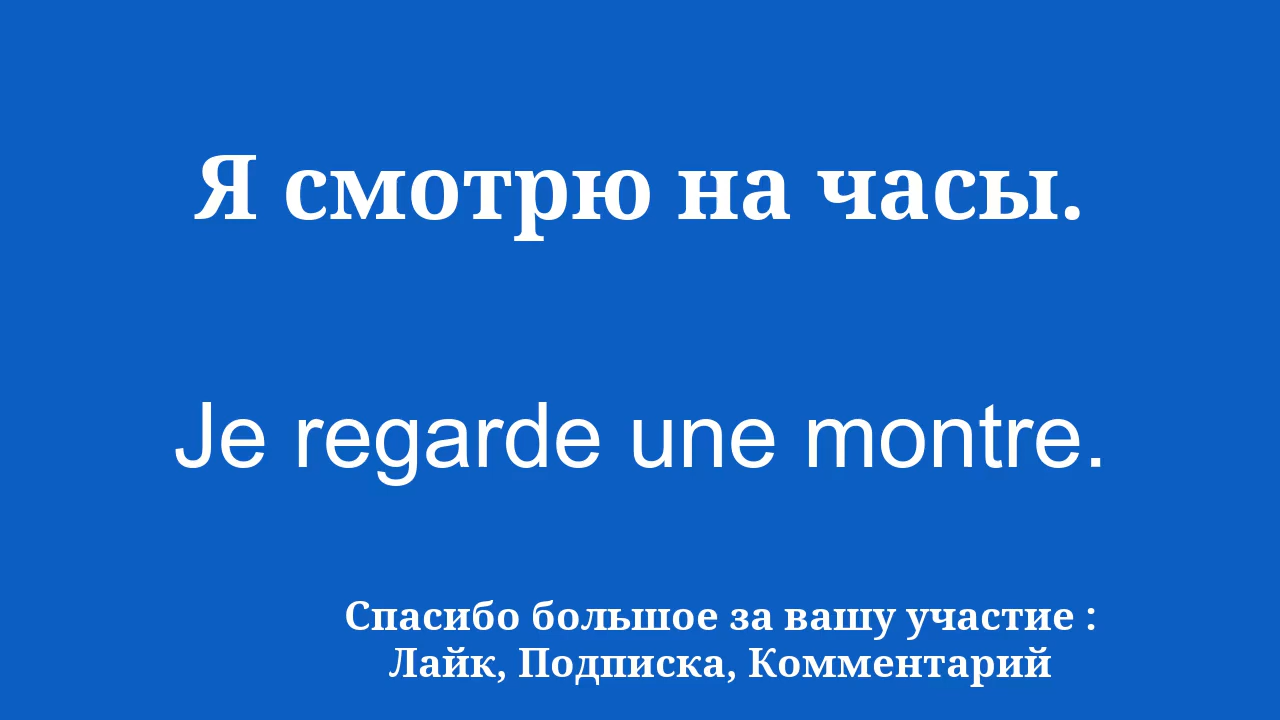 Я смотрю на часы.
Je regarde une montre.
Спасибо большое за вашу участие :
Лайк, Подписка, Комментарий